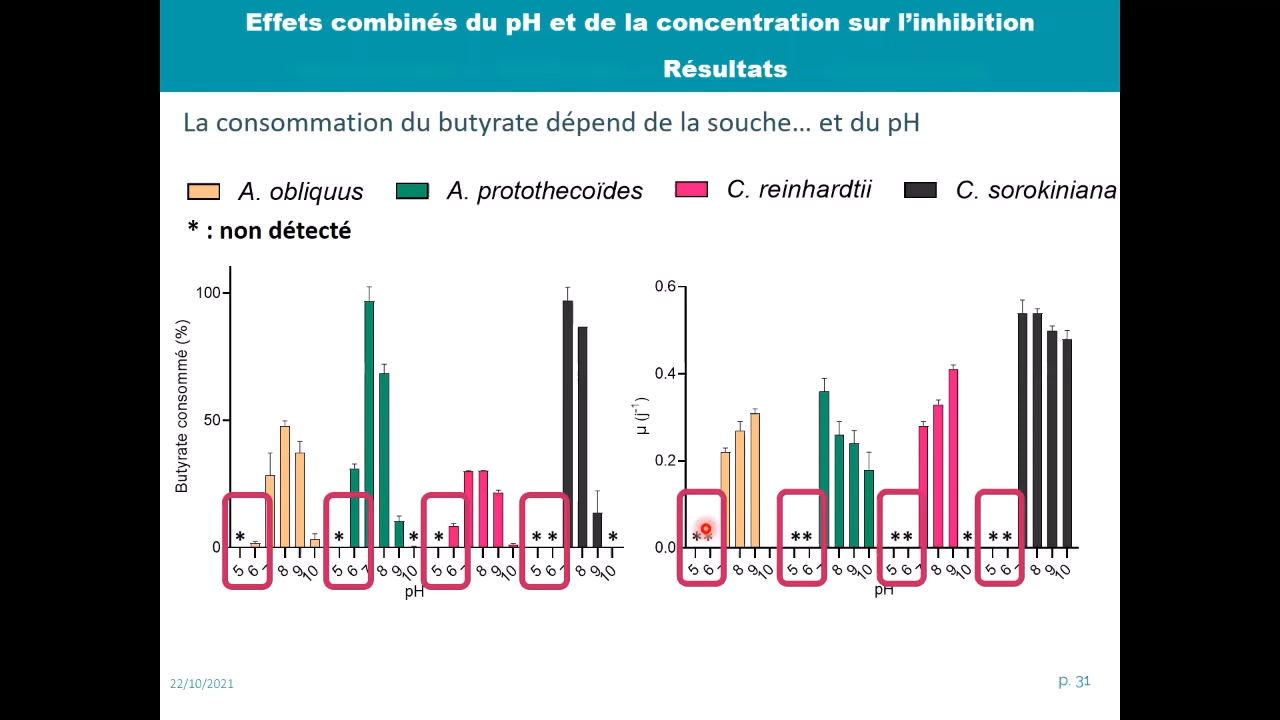 Effets combinés du pH et de la concentration sur l'inhibition
Résultats
La consommation du butyrate dépend de la souche... et du pH
A. obliquus A. protothecoïdes C. reinhardtii C. sorokiniana
* : non détecté
Butyrate consommé (%)
100
50
0
* * * * * * *
5 6 7 8 9 10 5 6 7 8 9 10 5 6 7 8 9 10 5 6 7 8 9 10
pH
µ (j-1)
0.6
0.4
0.2
0.0
* * * * * * * * *
5 6 7 8 9 10 5 6 7 8 9 10 5 6 7 8 9 10 5 6 7 8 9 10
pH
22/10/2021
p. 31